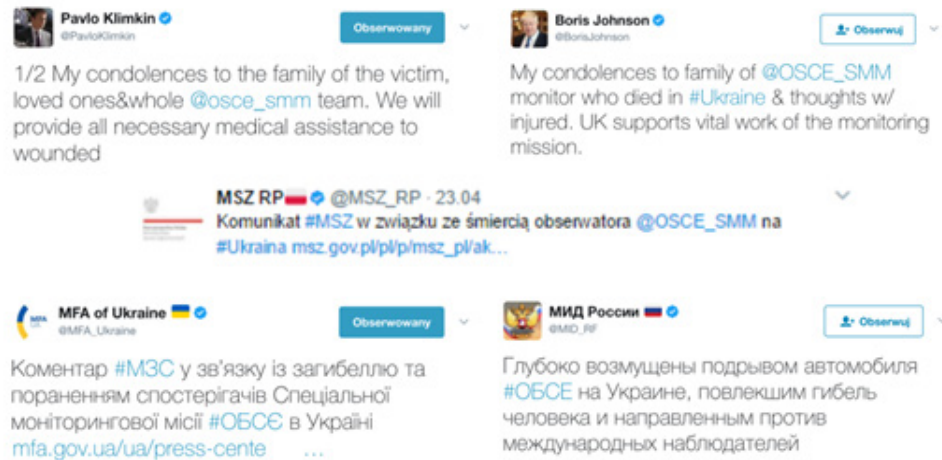 Pavlo Klimkin
@PavloKlimkin
Obserwowany
1/2 My condolences to the family of the victim,
loved ones&whole @osce_smm team. We will
provide all necessary medical assistance to
wounded
Boris Johnson
@BorisJohnson
Obserwuj
My condolences to family of @OSCE_SMM
monitor who died in #Ukraine & thoughts w/
injured. UK supports vital work of the monitoring
mission.
MSZ RP @MSZ_RP · 23.04
Komunikat #MSZ w związku ze śmiercią obserwatora @OSCE_SMM na
#Ukraina msz.gov.pl/pl/p/msz_pl/ak...
MFA of Ukraine
@MFA_Ukraine
Obserwowany
Коментар #МЗС у зв'язку із загибеллю та
пораненням спостерігачів Спеціальної
моніторингової місії #ОБСЄ в Україні
mfa.gov.ua/ua/press-cente ...
МИД России
@MID_RF
Obserwuj
Глубоко возмущены подрывом автомобиля
#ОБСЕ на Украине, повлекшим гибель
человека и направленным против
международных наблюдателей